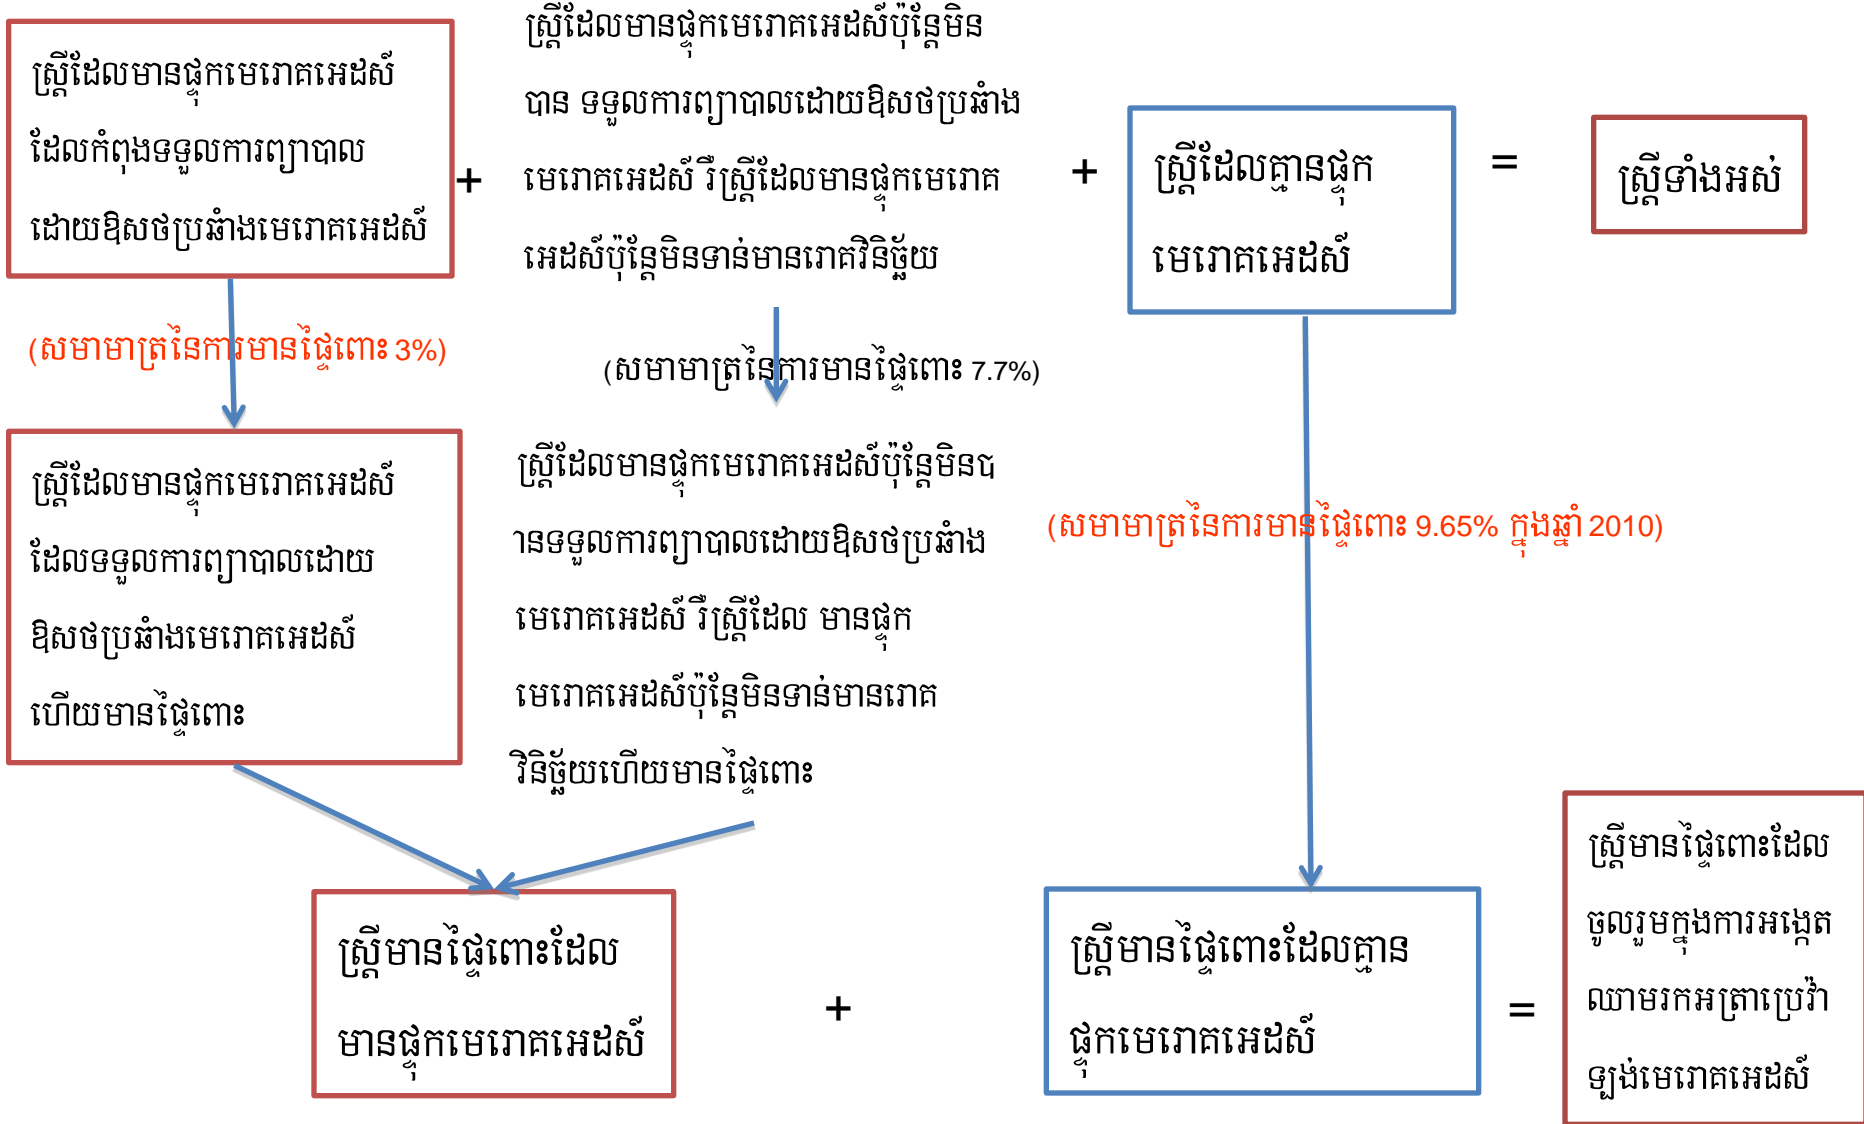 ស្ត្រីដែលមានផ្ទុកមេរោគអេដស៍
ដែលកំពុងទទួលការព្យាបាល
ដោយឱសថប្រឆាំងមេរោគអេដស៍
+
ស្ត្រីដែលមានផ្ទុកមេរោគអេដស៍ប៉ុន្តែមិន
បាន ទទួលការព្យាបាលដោយឱសថប្រឆាំង
មេរោគអេដស៍ រឺស្ត្រីដែលមានផ្ទុកមេរោគ
អេដស៍ប៉ុន្តែមិនទាន់មានរោគវិនិច្ឆ័យ
+
ស្ត្រីដែលគ្មានផ្ទុក
មេរោគអេដស៍
=
ស្ត្រីទាំងអស់
(សមាមាត្រនៃការមានផ្ទៃពោះ 3%)
(សមាមាត្រនៃការមានផ្ទៃពោះ 7.7%)
(សមាមាត្រនៃការមានផ្ទៃពោះ 9.65% ក្នុងឆ្នាំ 2010)
ស្ត្រីដែលមានផ្ទុកមេរោគអេដស៍
ដែលទទួលការព្យាបាលដោយ
ឱសថប្រឆាំងមេរោគអេដស៍
ហើយមានផ្ទៃពោះ
ស្ត្រីដែលមានផ្ទុកមេរោគអេដស៍ប៉ុន្តែមិនប
ានទទួលការព្យាបាលដោយឱសថប្រឆាំង
មេរោគអេដស៍ រឺស្ត្រីដែល មានផ្ទុក
មេរោគអេដស៍ប៉ុន្តែមិនទាន់មានរោគ
វិនិច្ឆ័យហើយមានផ្ទៃពោះ
ស្ត្រីមានផ្ទៃពោះដែល
មានផ្ទុកមេរោគអេដស៍
+
ស្ត្រីមានផ្ទៃពោះដែលគ្មាន
ផ្ទុកមេរោគអេដស៍
=
ស្ត្រីមានផ្ទៃពោះដែល
ចូលរួមក្នុងការអង្កេត
ឈាមរកអត្រាប្រេវ៉ា
ឡង់មេរោគអេដស៍